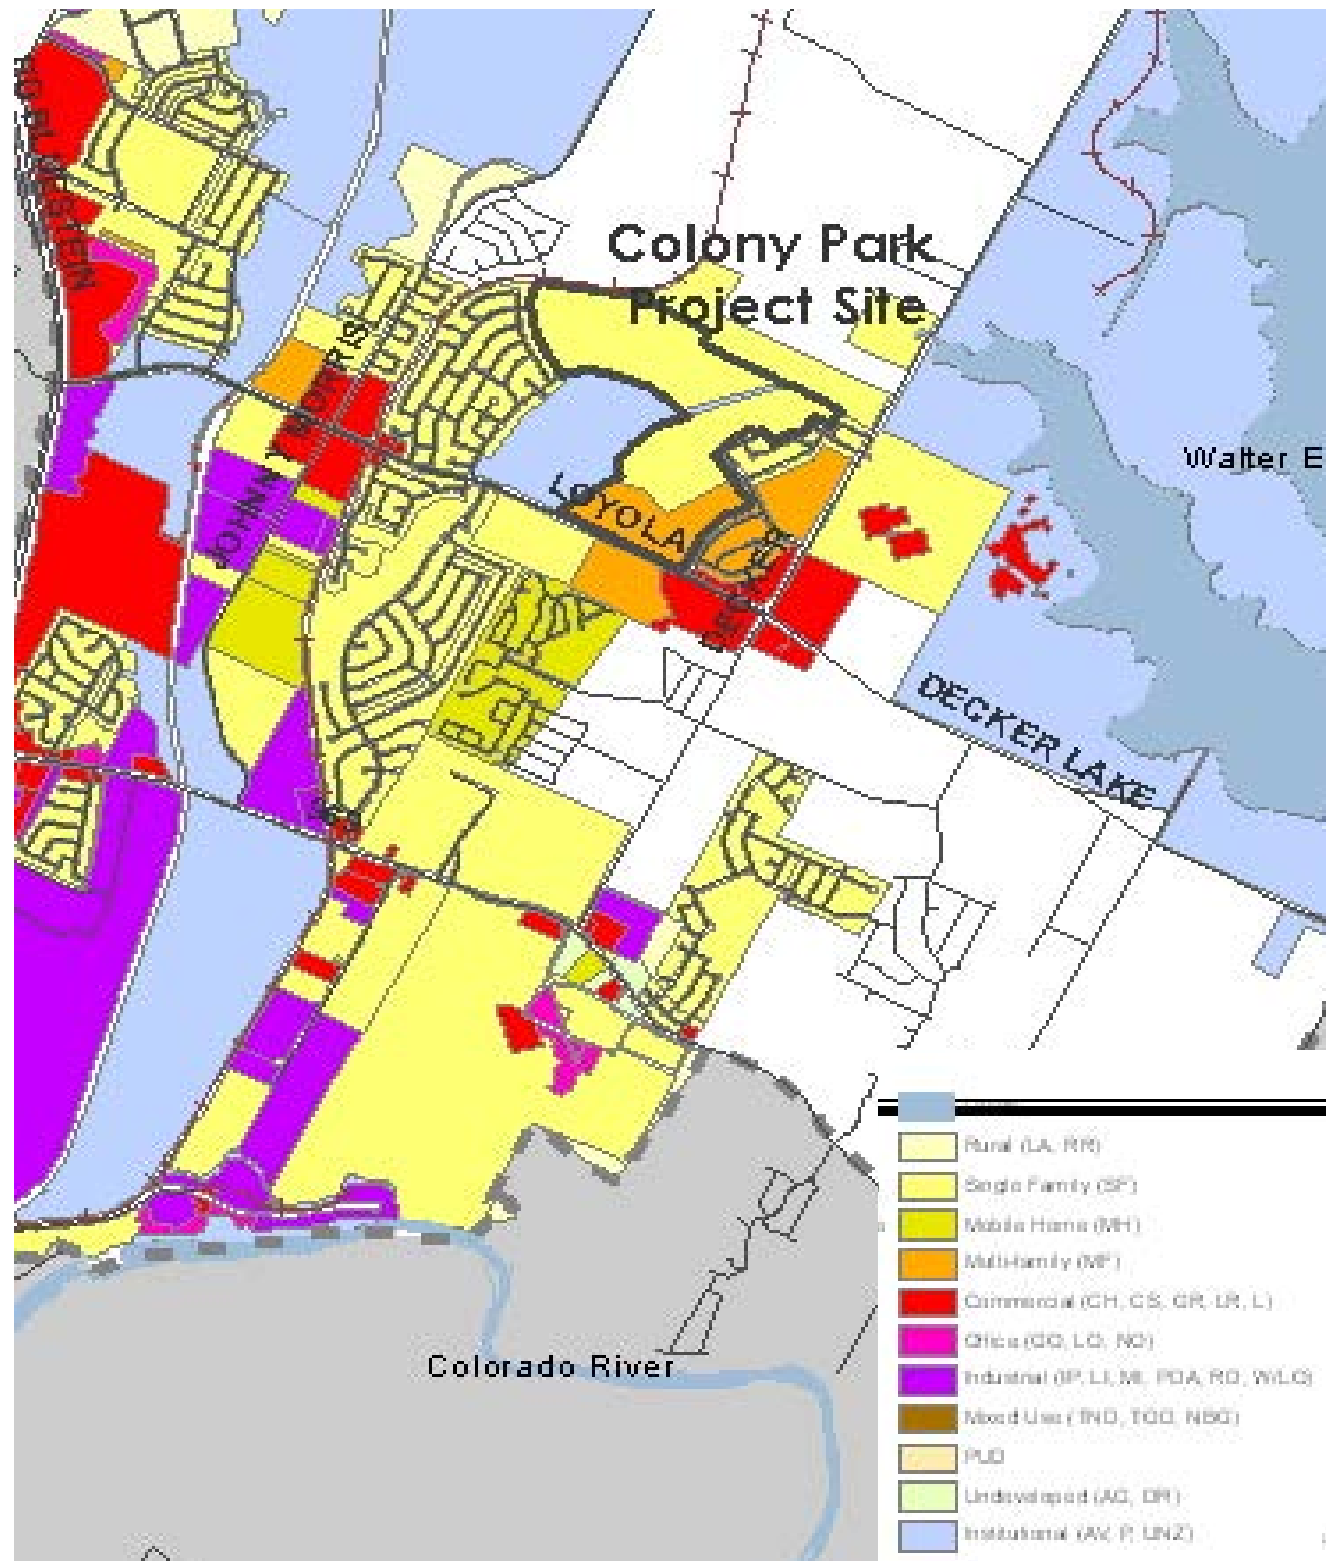 Colony Park
Project Site
JOHNNY MORRIS
Walter E
LOYOLA
DECKER LAKE
Colorado River
Rural (LA, RR)
Single Family (SF)
Mobile Home (MH)
Multi-family (MF)
Commercial (CH, CS, GR, LR, L)
Office (GO, LO, NO)
Industrial (IP, LI, MI, PDA, RD, W/LO)
Mixed Use (TND, TOD, NBG)
PUD
Undeveloped (AG, DR)
Institutional (AV, P, UNZ)